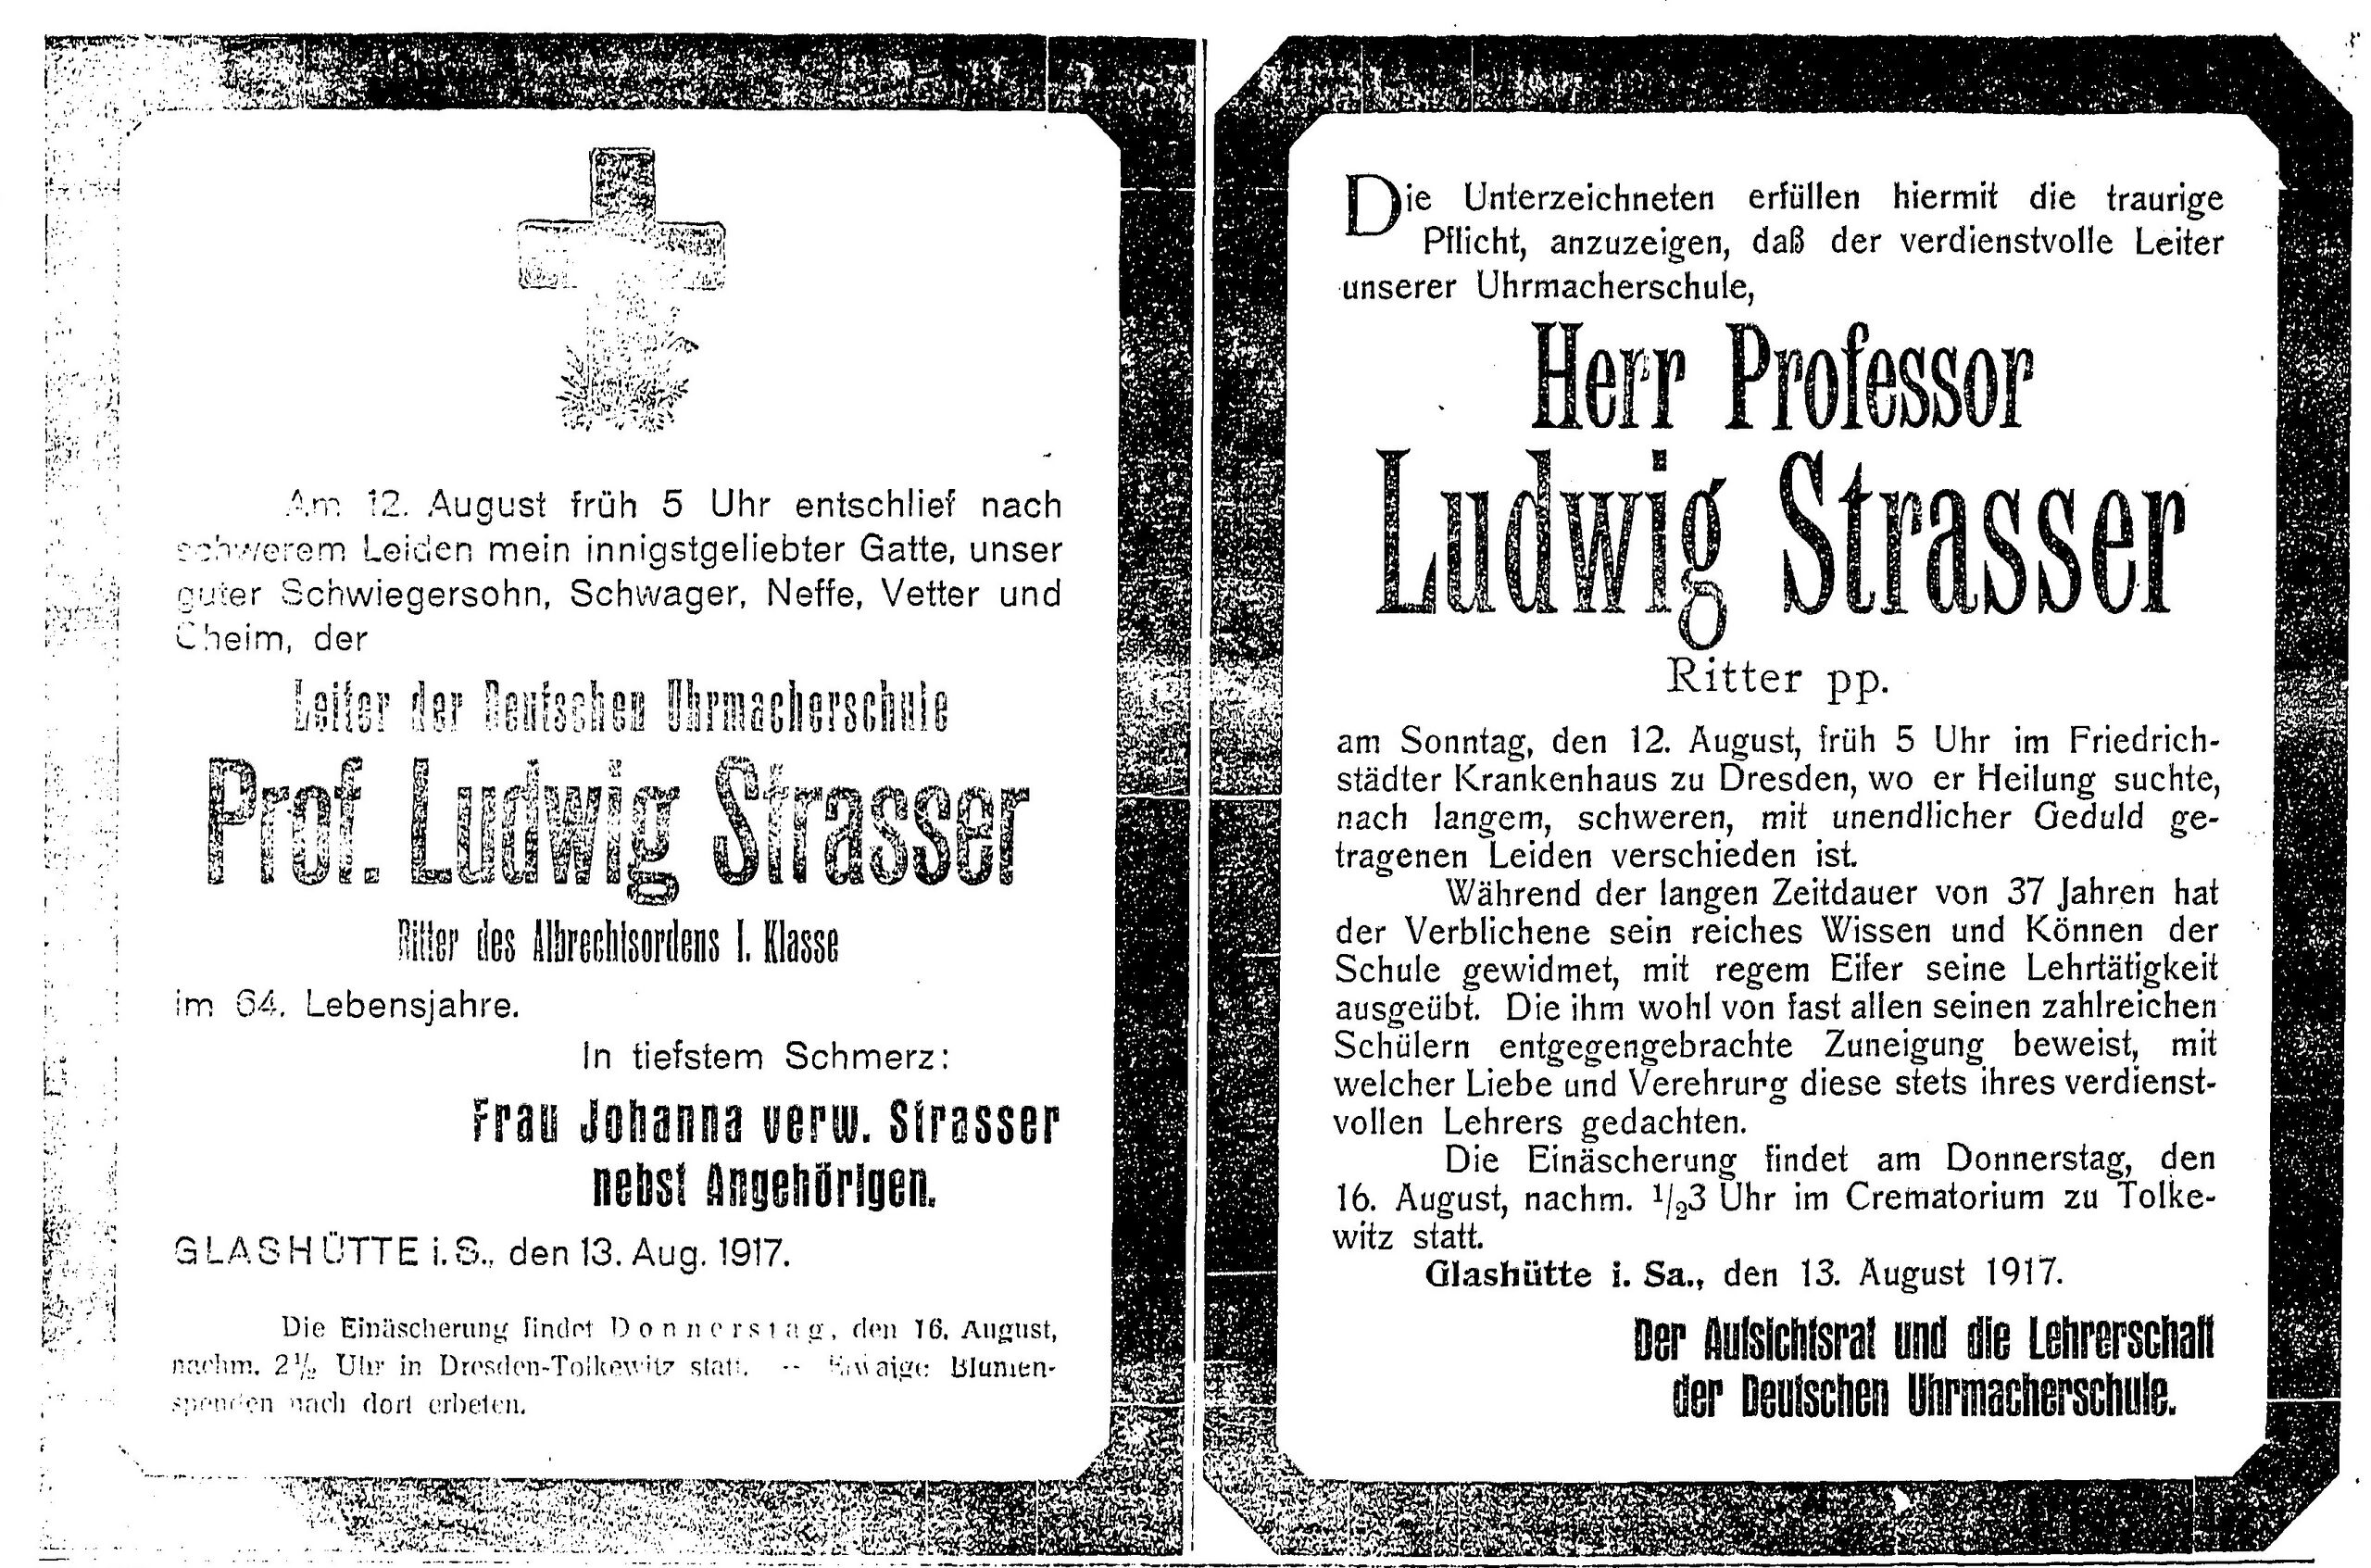 Am 12. August früh 5 Uhr entschlief nach
schwerem Leiden mein innigstgeliebter Gatte, unser
guter Schwiegersohn, Schwager, Neffe, Vetter und
Oheim, der
Leiter der Deutschen Uhrmacherschule
Prof. Ludwig Strasser
Ritter des Albrechtsordens I. Klasse
im 64. Lebensjahre.
In tiefstem Schmerz:
Frau Johanna verw. Strasser
nebst Angehörigen.
GLASHÜTTE i. S., den 13. Aug. 1917.
Die Einäscherung findet Donnerstag, den 16. August,
nachm. 2½ Uhr in Dresden-Tolkewitz statt. -- Etwaige Blumen-
spenden nach dort erbeten.
Die Unterzeichneten erfüllen hiermit die traurige
Pflicht, anzuzeigen, daß der verdienstvolle Leiter
unserer Uhrmacherschule,
Herr Professor
Ludwig Strasser
Ritter pp.
am Sonntag, den 12. August, früh 5 Uhr im Friedrich-
städter Krankenhaus zu Dresden, wo er Heilung suchte,
nach langem, schweren, mit unendlicher Geduld ge-
tragenen Leiden verschieden ist.
Während der langen Zeitdauer von 37 Jahren hat
der Verblichene sein reiches Wissen und Können der
Schule gewidmet, mit regem Eifer seine Lehrtätigkeit
ausgeübt. Die ihm wohl von fast allen seinen zahlreichen
Schülern entgegengebrachte Zuneigung beweist, mit
welcher Liebe und Verehrung diese stets ihres verdienst-
vollen Lehrers gedachten.
Die Einäscherung findet am Donnerstag, den
16. August, nachm. 1/23 Uhr im Crematorium zu Tolke-
witz statt.
Glashütte i. Sa., den 13. August 1917.
Der Aufsichtsrat und die Lehrerschaft
der Deutschen Uhrmacherschule.